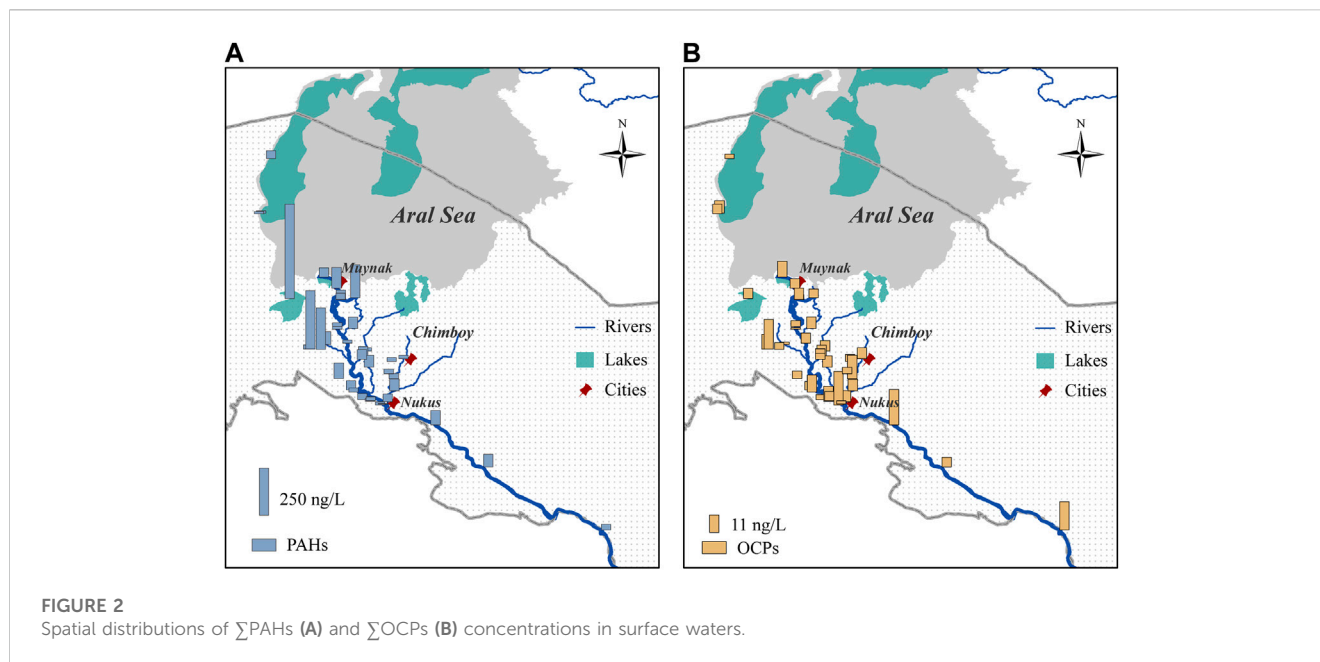 A
N
Aral Sea
Muynak
Chimboy
Nukus
Rivers
Lakes
Cities
250 ng/L
PAHs
B
N
Aral Sea
Muynak
Chimboy
Nukus
Rivers
Lakes
Cities
11 ng/L
OCPs
FIGURE 2
Spatial distributions of ∑PAHs (A) and ∑OCPs (B) concentrations in surface waters.